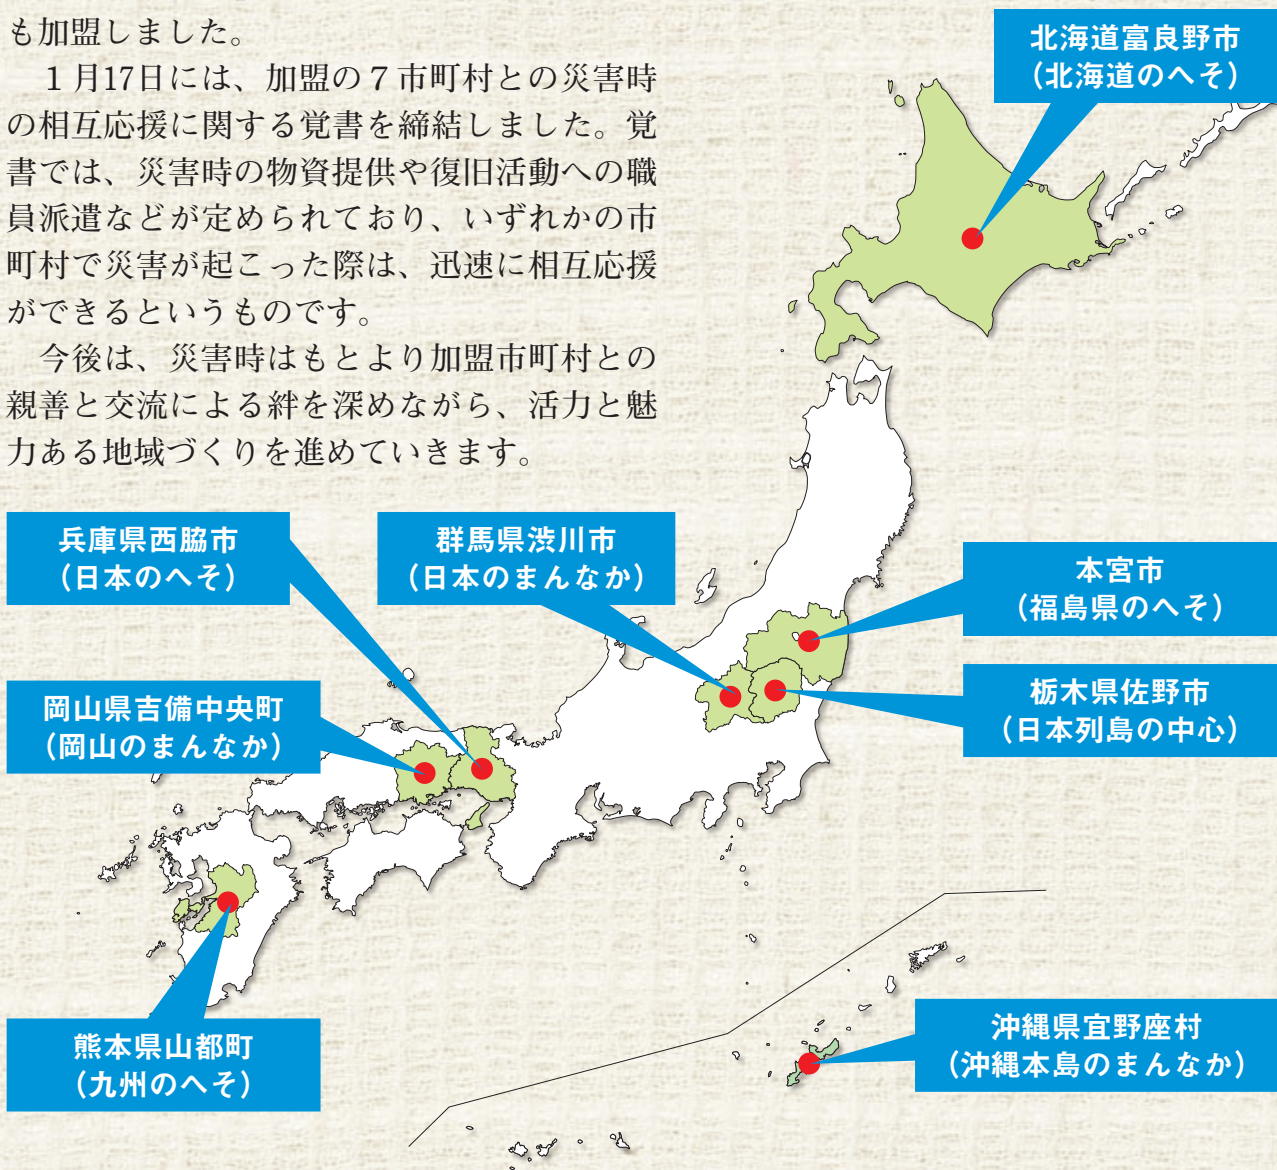 も加盟しました。
１月17日には、加盟の７市町村との災害時
の相互応援に関する覚書を締結しました。覚
書では、災害時の物資提供や復旧活動への職
員派遣などが定められており、いずれかの市
町村で災害が起こった際は、迅速に相互応援
ができるというものです。
今後は、災害時はもとより加盟市町村との
親善と交流による絆を深めながら、活力と魅
力ある地域づくりを進めていきます。
北海道富良野市
（北海道のへそ）
兵庫県西脇市
（日本のへそ）
群馬県渋川市
（日本のまんなか）
本宮市
（福島県のへそ）
岡山県吉備中央町
（岡山のまんなか）
栃木県佐野市
（日本列島の中心）
熊本県山都町
（九州のへそ）
沖縄県宜野座村
（沖縄本島のまんなか）